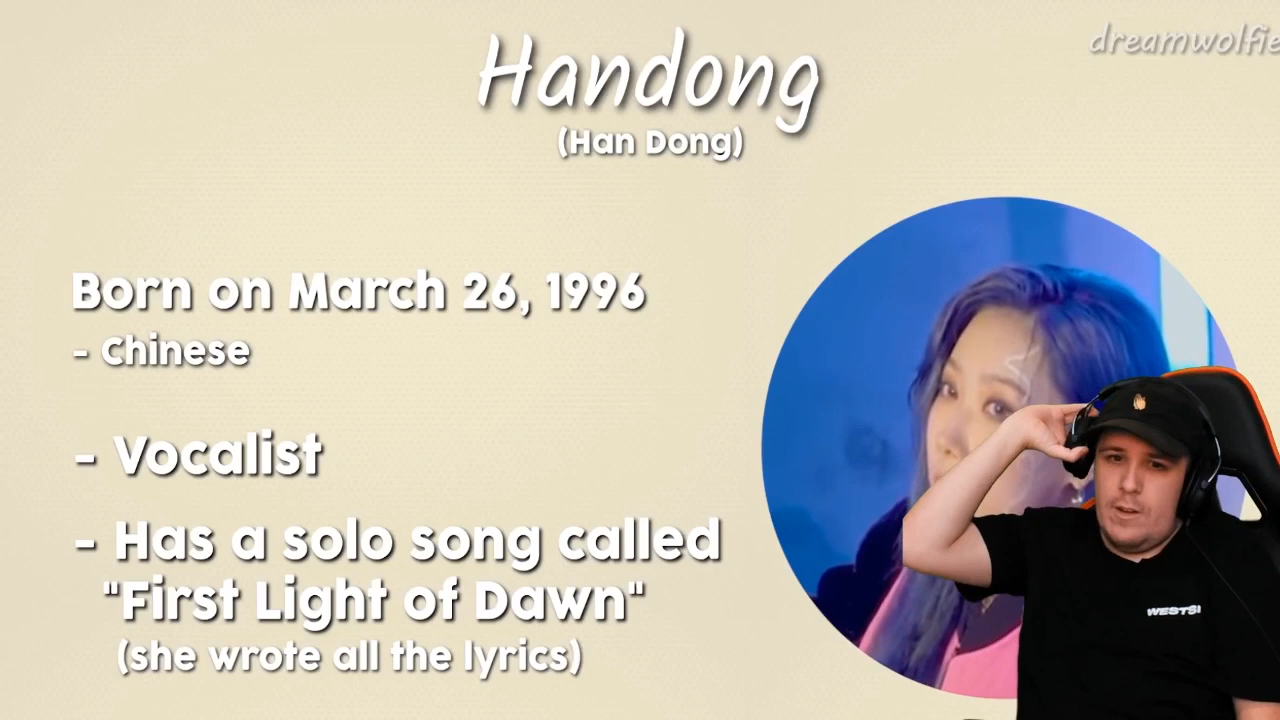 Handong
dreamwolfie
(Han Dong)
Born on March 26, 1996
- Chinese
- Vocalist
- Has a solo song called
"First Light of Dawn"
(she wrote all the lyrics)
WESTSI